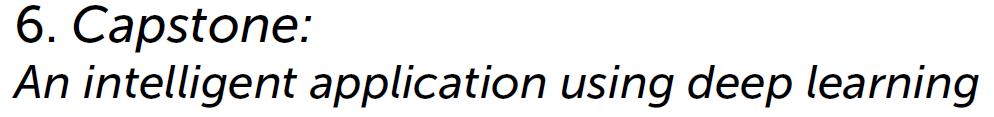 6. Capstone:
An intelligent application using deep learning